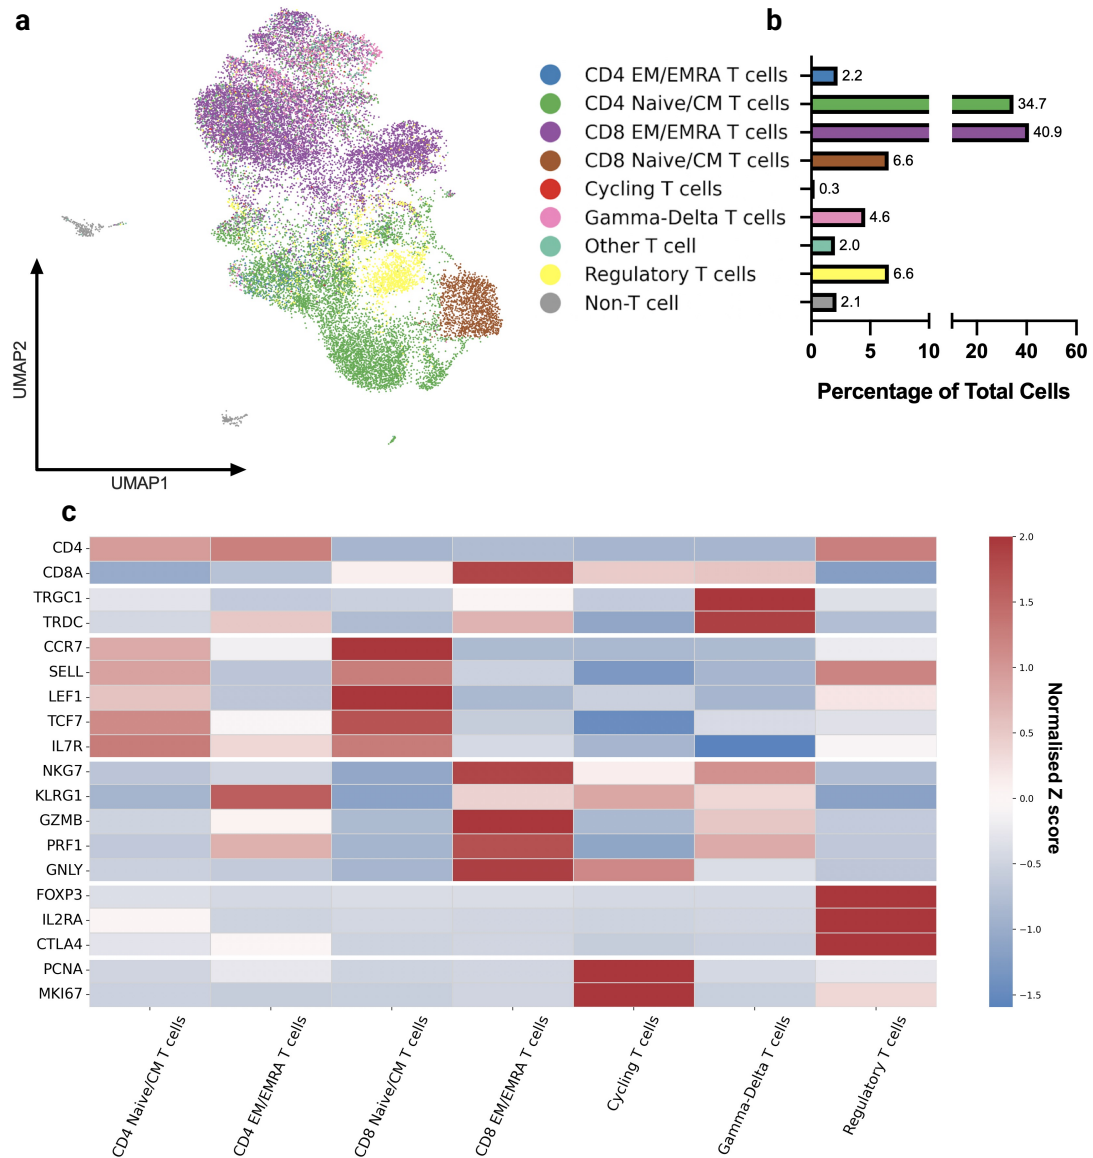 a
b
CD4 EM/EMRA T cells
CD4 Naive/CM T cells
CD8 EM/EMRA T cells
CD8 Naive/CM T cells
Cycling T cells
Gamma-Delta T cells
Other T cell
Regulatory T cells
Non-T cell
2.2
34.7
40.9
6.6
0.3
4.6
2.0
6.6
2.1
0 5 10 20 40 60
Percentage of Total Cells
UMAP2
UMAP1
c
CD4
CD8A
TRGC1
TRDC
CCR7
SELL
LEF1
TCF7
IL7R
NKG7
KLRG1
GZMB
PRF1
GNLY
FOXP3
IL2RA
CTLA4
PCNA
MKI67
CD4 Naive/CM T cells
CD4 EM/EMRA T cells
CD8 Naive/CM T cells
CD8 EM/EMRA T cells
Cycling T cells
Gamma-Delta T cells
Regulatory T cells
2.0
1.5
1.0
0.5
0.0
−0.5
−1.0
−1.5
Normalised Z score